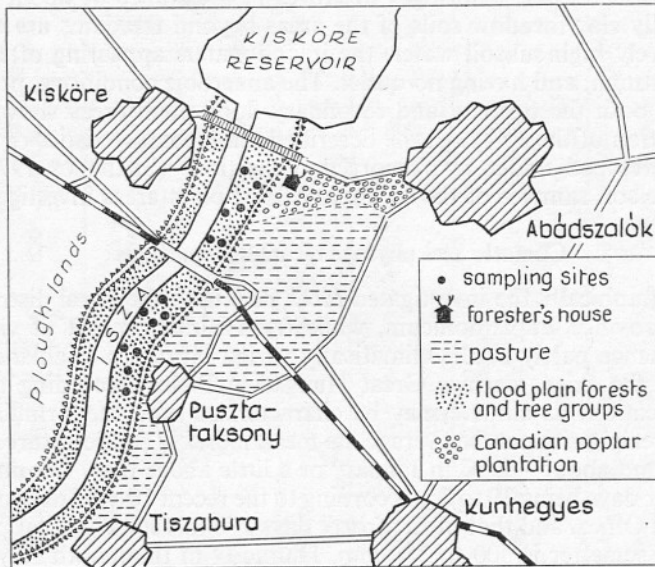 KISKÖRE
RESERVOIR
Kisköre
Abádszalók
Plough-lands
TISZA
sampling sites
forester's house
pasture
flood plain forests
and tree groups
Canadian poplar
plantation
Puszta-
taksony
Tiszabura
Kunhegyes